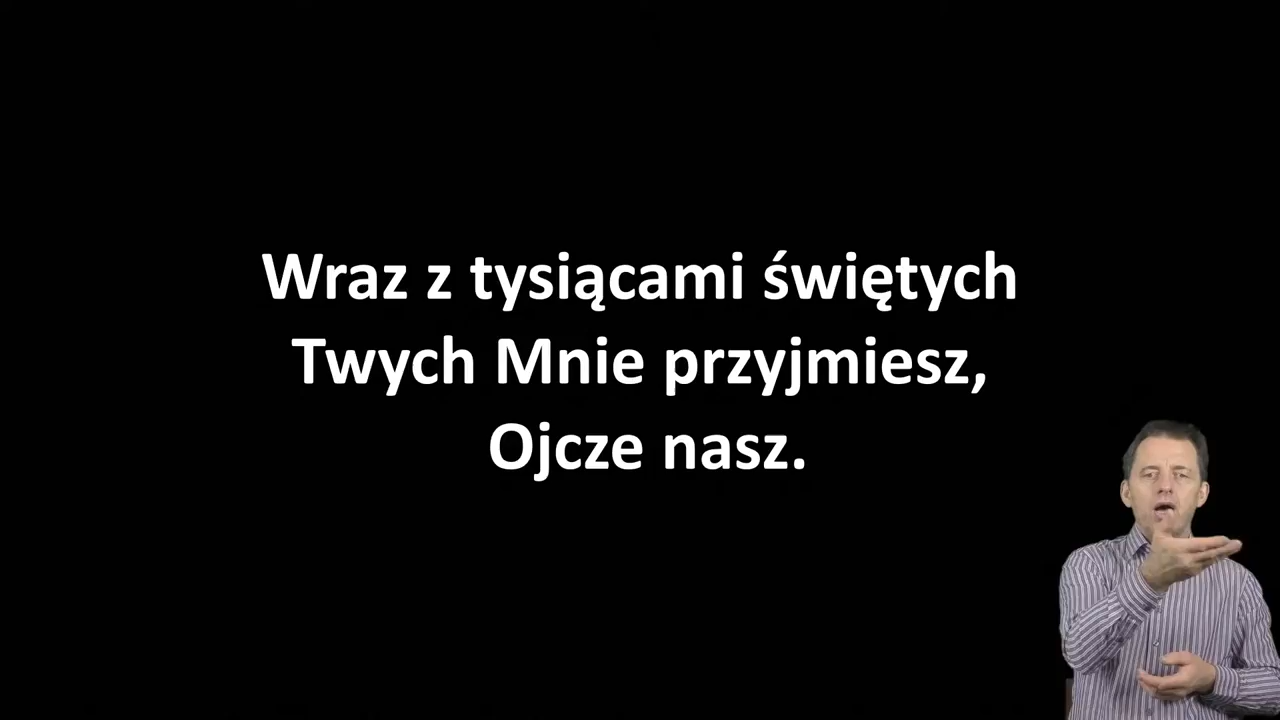 Wraz z tysiącami świętych
Twych Mnie przyjmiesz,
Ojcze nasz.